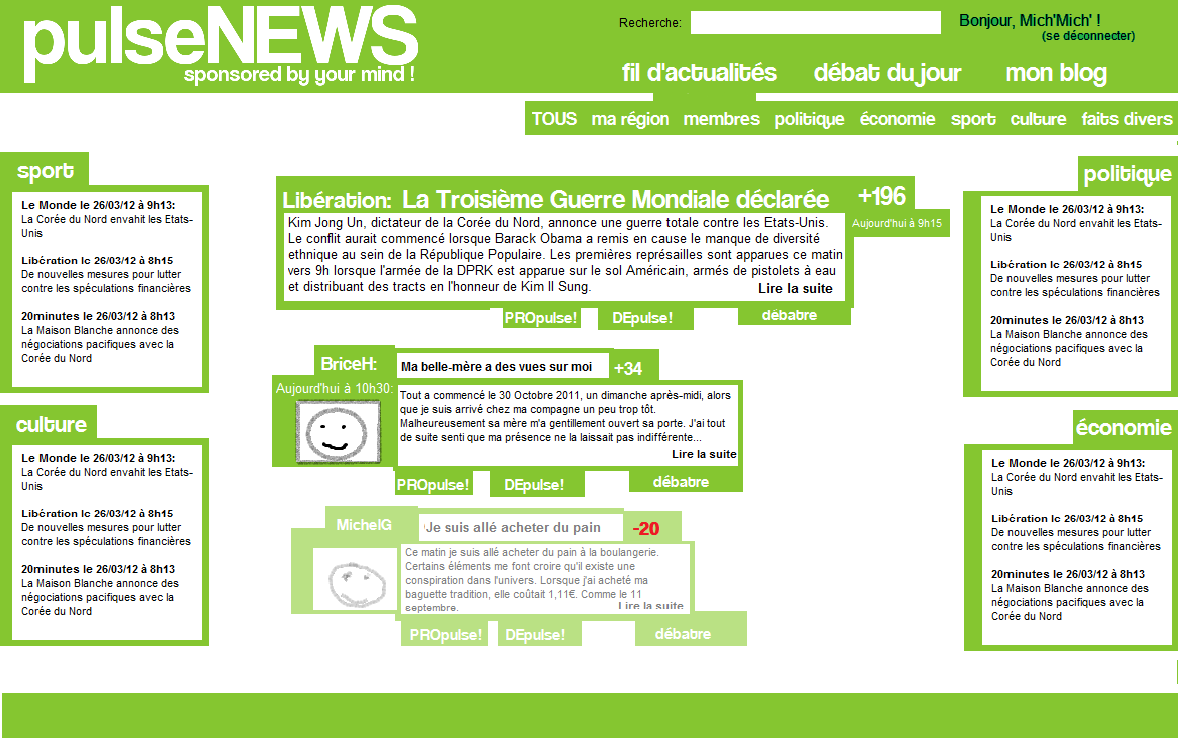 pulseNEWS
sponsored by your mind !
Recherche:
Bonjour, Mich'Mich' !
(se déconnecter)
fil d'actualités débat du jour mon blog
TOUS ma région membres politique économie sport culture faits divers
sport
Le Monde le 26/03/12 à 9h13:
La Corée du Nord envahit les Etats-
Unis
Libération le 26/03/12 à 8h15
De nouvelles mesures pour lutter
contre les spéculations financières
20minutes le 26/03/12 à 8h13
La Maison Blanche annonce des
négociations pacifiques avec la
Corée du Nord
culture
Le Monde le 26/03/12 à 9h13:
La Corée du Nord envahit les Etats-
Unis
Libération le 26/03/12 à 8h15
De nouvelles mesures pour lutter
contre les spéculations financières
20minutes le 26/03/12 à 8h13
La Maison Blanche annonce des
négociations pacifiques avec la
Corée du Nord
Libération: La Troisième Guerre Mondiale déclarée +196
Aujourd'hui à 9h15
Kim Jong Un, dictateur de la Corée du Nord, annonce une guerre totale contre les Etats-Unis.
Le conflit aurait commencé lorsque Barack Obama a remis en cause le manque de diversité
ethnique au sein de la République Populaire. Les premières représailles sont apparues ce matin
vers 9h lorsque l'armée de la DPRK est apparue sur le sol Américain, armés de pistolets à eau
et distribuant des tracts en l'honneur de Kim Il Sung. Lire la suite
PROpulse! DEpulse! débatre
BriceH: Ma belle-mère a des vues sur moi +34
Aujourd'hui à 10h30:
Tout a commencé le 30 Octobre 2011, un dimanche après-midi, alors
que je suis arrivé chez ma compagne un peu trop tôt.
Malheureusement sa mère m'a gentillement ouvert sa porte. J'ai tout
de suite senti que ma présence ne la laissait pas indifférente...
Lire la suite
PROpulse! DEpulse! débatre
MichelG Je suis allé acheter du pain -20
Ce matin je suis allé acheter du pain à la boulangerie.
Certains éléments me font croire qu'il existe une
conspiration dans l'univers. Lorsque j'ai acheté ma
baguette tradition, elle coûtait 1,11€. Comme le 11
septembre. Lire la suite
PROpulse! DEpulse! débatre
politique
Le Monde le 26/03/12 à 9h13:
La Corée du Nord envahit les Etats-
Unis
Libération le 26/03/12 à 8h15
De nouvelles mesures pour lutter
contre les spéculations financières
20minutes le 26/03/12 à 8h13
La Maison Blanche annonce des
négociations pacifiques avec la
Corée du Nord
économie
Le Monde le 26/03/12 à 9h13:
La Corée du Nord envahit les Etats-
Unis
Libération le 26/03/12 à 8h15
De nouvelles mesures pour lutter
contre les spéculations financières
20minutes le 26/03/12 à 8h13
La Maison Blanche annonce des
négociations pacifiques avec la
Corée du Nord